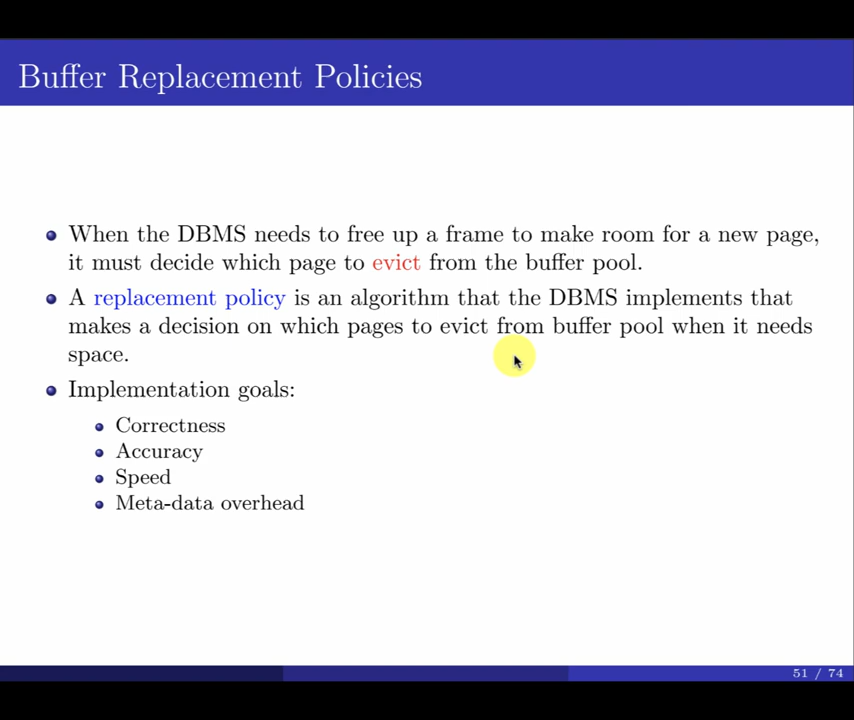 Buffer Replacement Policies
When the DBMS needs to free up a frame to make room for a new page,
it must decide which page to evict from the buffer pool.
A replacement policy is an algorithm that the DBMS implements that
makes a decision on which pages to evict from buffer pool when it needs
space.
Implementation goals:
Correctness
Accuracy
Speed
Meta-data overhead
51 / 74